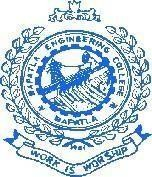 BAPATLA ENGINEERING COLLEGE
BAPATLA
1981
WORK IS WORSHIP